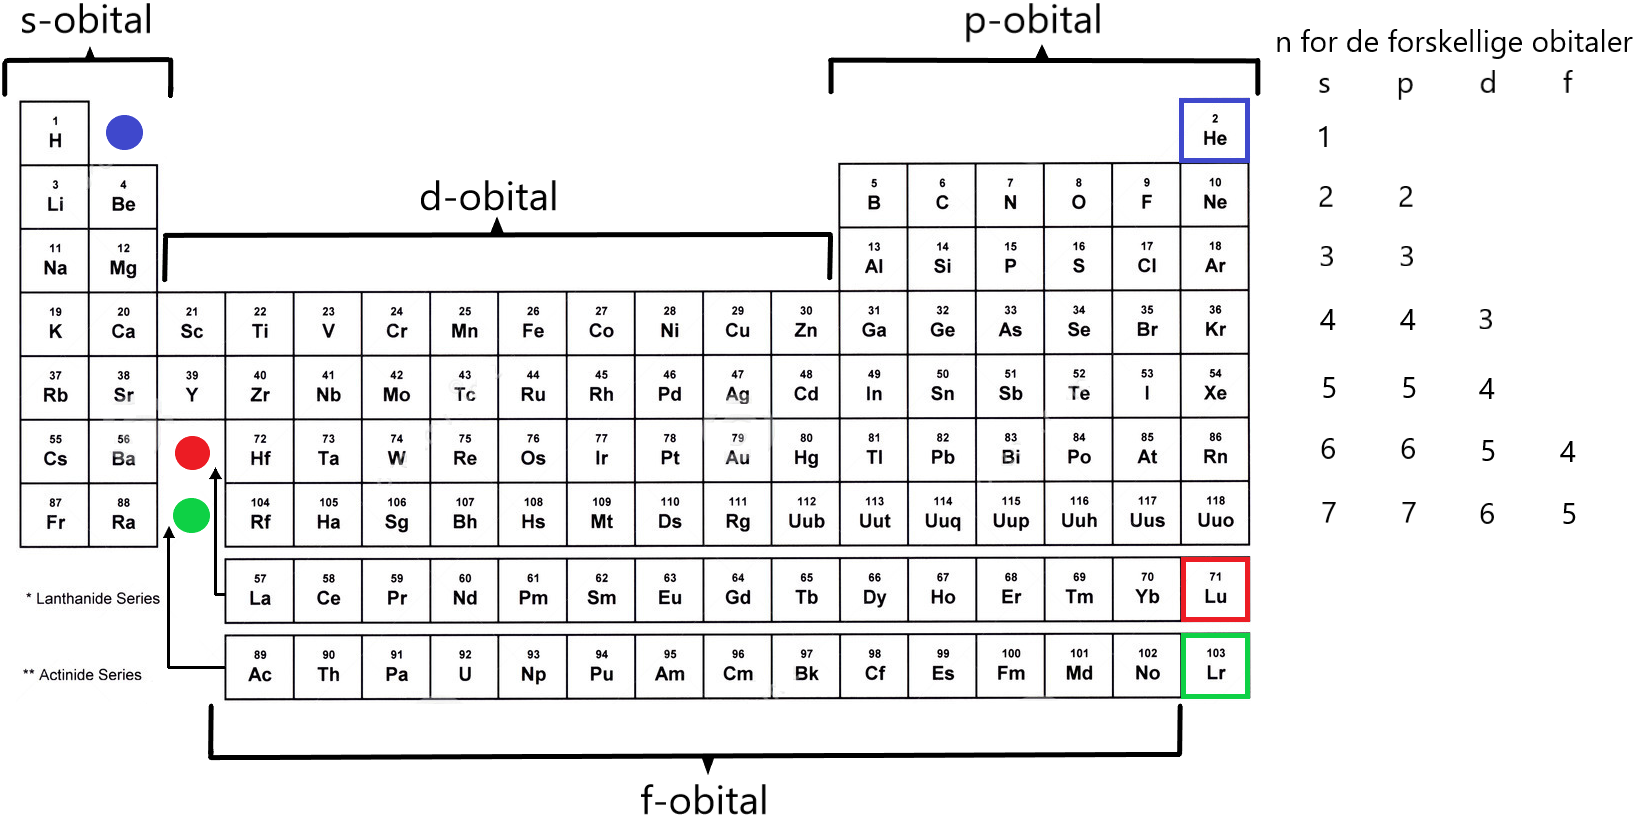 s-obital
p-obital
n for de forskellige obitaler
s p d f
1 2
H He
1
3 4 5 6 7 8 9 10
Li Be B C N O F Ne
2 2
d-obital
11 12 13 14 15 16 17 18
Na Mg Al Si P S Cl Ar
3 3
19 20 21 22 23 24 25 26 27 28 29 30 31 32 33 34 35 36
K Ca Sc Ti V Cr Mn Fe Co Ni Cu Zn Ga Ge As Se Br Kr
4 4 3
37 38 39 40 41 42 43 44 45 46 47 48 49 50 51 52 53 54
Rb Sr Y Zr Nb Mo Tc Ru Rh Pd Ag Cd In Sn Sb Te I Xe
5 5 4
55 56 72 73 74 75 76 77 78 79 80 81 82 83 84 85 86
Cs Ba Hf Ta W Re Os Ir Pt Au Hg Tl Pb Bi Po At Rn
6 6 5 4
87 88 104 105 106 107 108 109 110 111 112 113 114 115 116 117 118
Fr Ra Rf Ha Sg Bh Hs Mt Ds Rg Uub Uut Uuq Uup Uuh Uus Uuo
7 7 6 5
57 58 59 60 61 62 63 64 65 66 67 68 69 70 71
* Lanthanide Series La Ce Pr Nd Pm Sm Eu Gd Tb Dy Ho Er Tm Yb Lu
89 90 91 92 93 94 95 96 97 98 99 100 101 102 103
** Actinide Series Ac Th Pa U Np Pu Am Cm Bk Cf Es Fm Md No Lr
f-obital